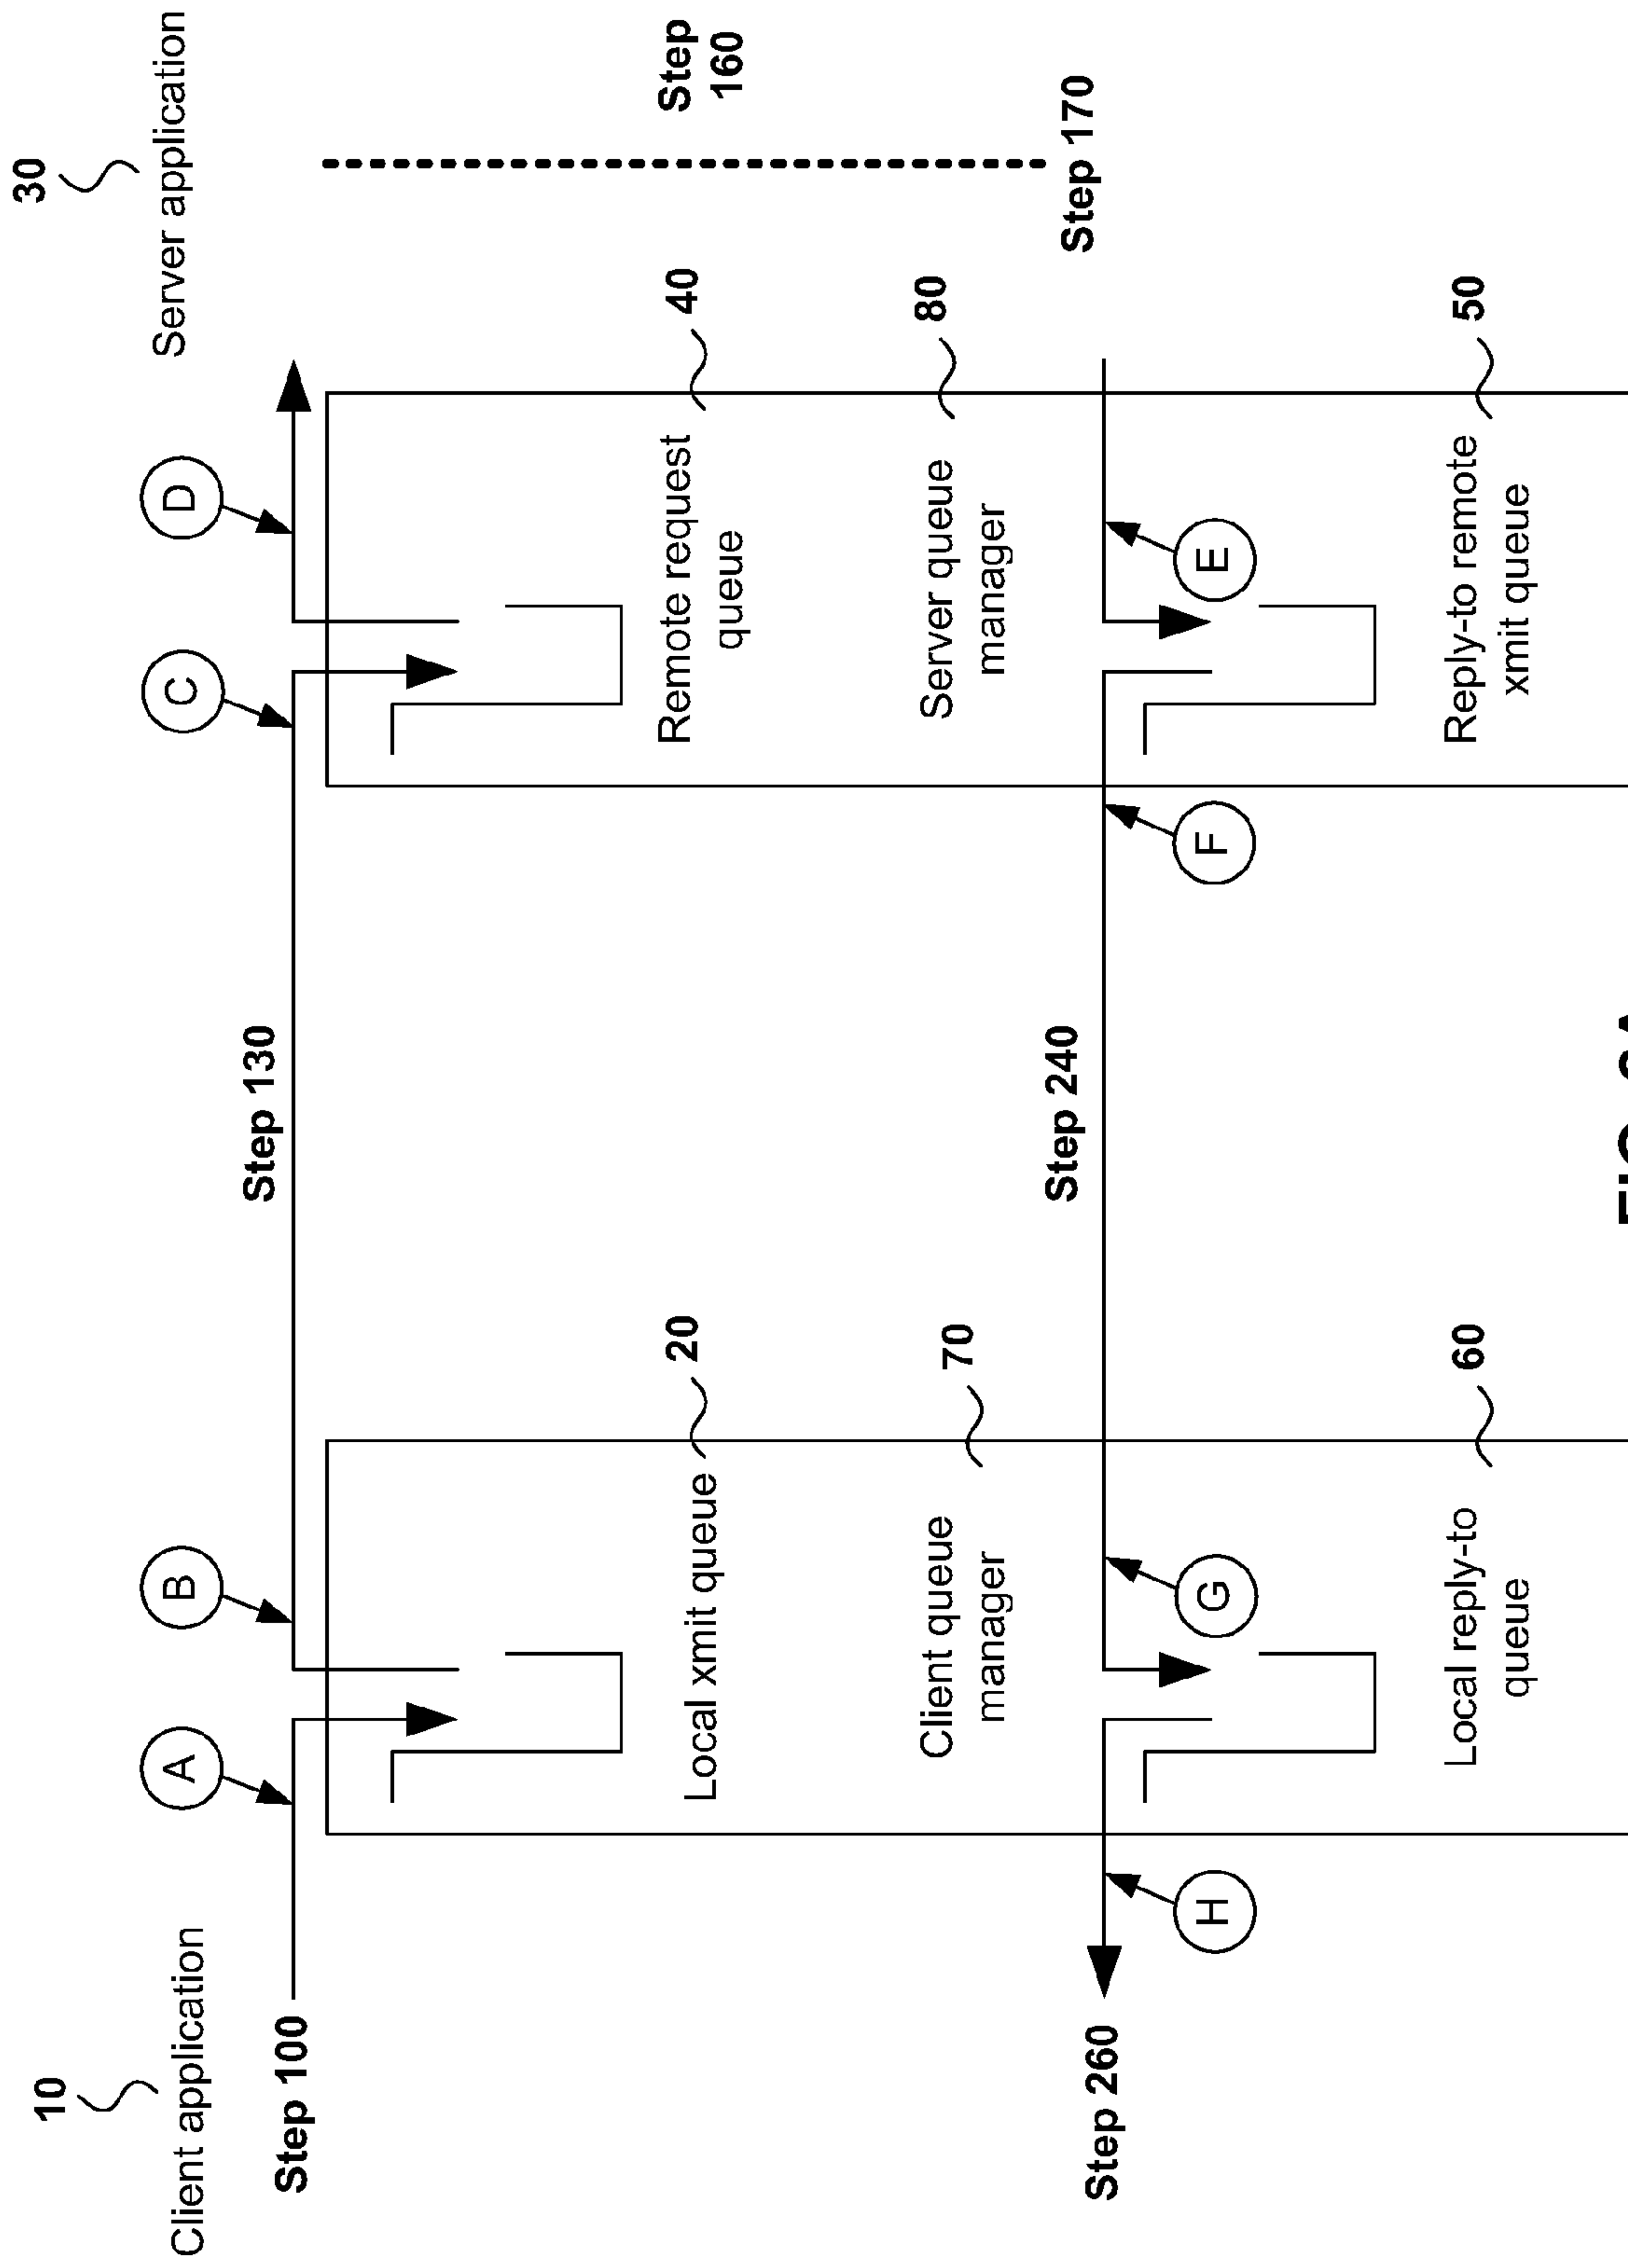 10
Client application
30
Server application
A
B
C
D
Step 100
Step 130
Step
160
20
Local xmit queue
40
Remote request
queue
70
Client queue
manager
80
Server queue
manager
Step 260
Step 240
Step 170
H
G
F
E
60
Local reply-to
queue
50
Reply-to remote
xmit queue
FIG.